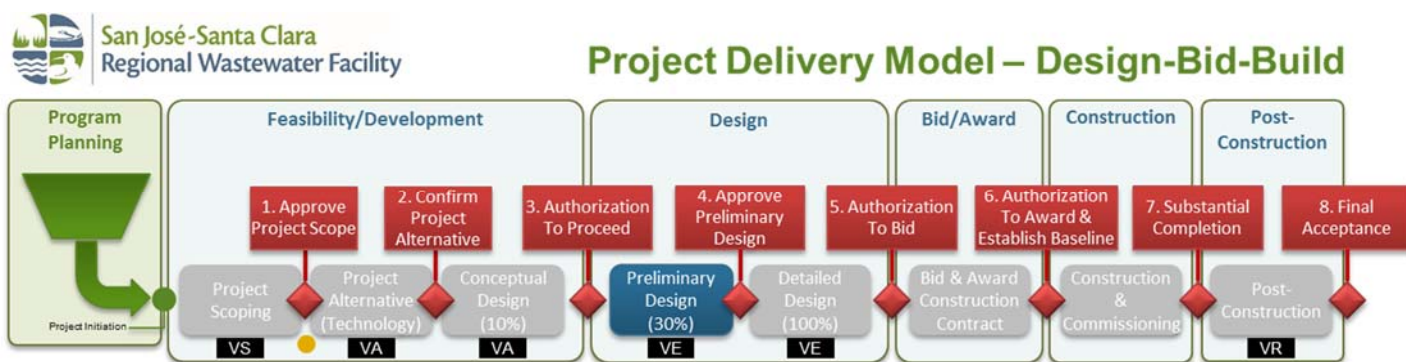 San José-Santa Clara
Regional Wastewater Facility
Project Delivery Model – Design-Bid-Build
Program
Planning
Feasibility/Development
Design
Bid/Award
Construction
Post-
Construction
1. Approve
Project Scope
2. Confirm
Project
Alternative
3. Authorization
To Proceed
4. Approve
Preliminary
Design
5. Authorization
To Bid
6. Authorization
To Award &
Establish Baseline
7. Substantial
Completion
8. Final
Acceptance
Project Initiation
Project
Scoping
Project
Alternative
(Technology)
Conceptual
Design
(10%)
Preliminary
Design
(30%)
Detailed
Design
(100%)
Bid & Award
Construction
Contract
Construction
&
Commissioning
Post-
Construction
VS
VA
VA
VE
VE
VR